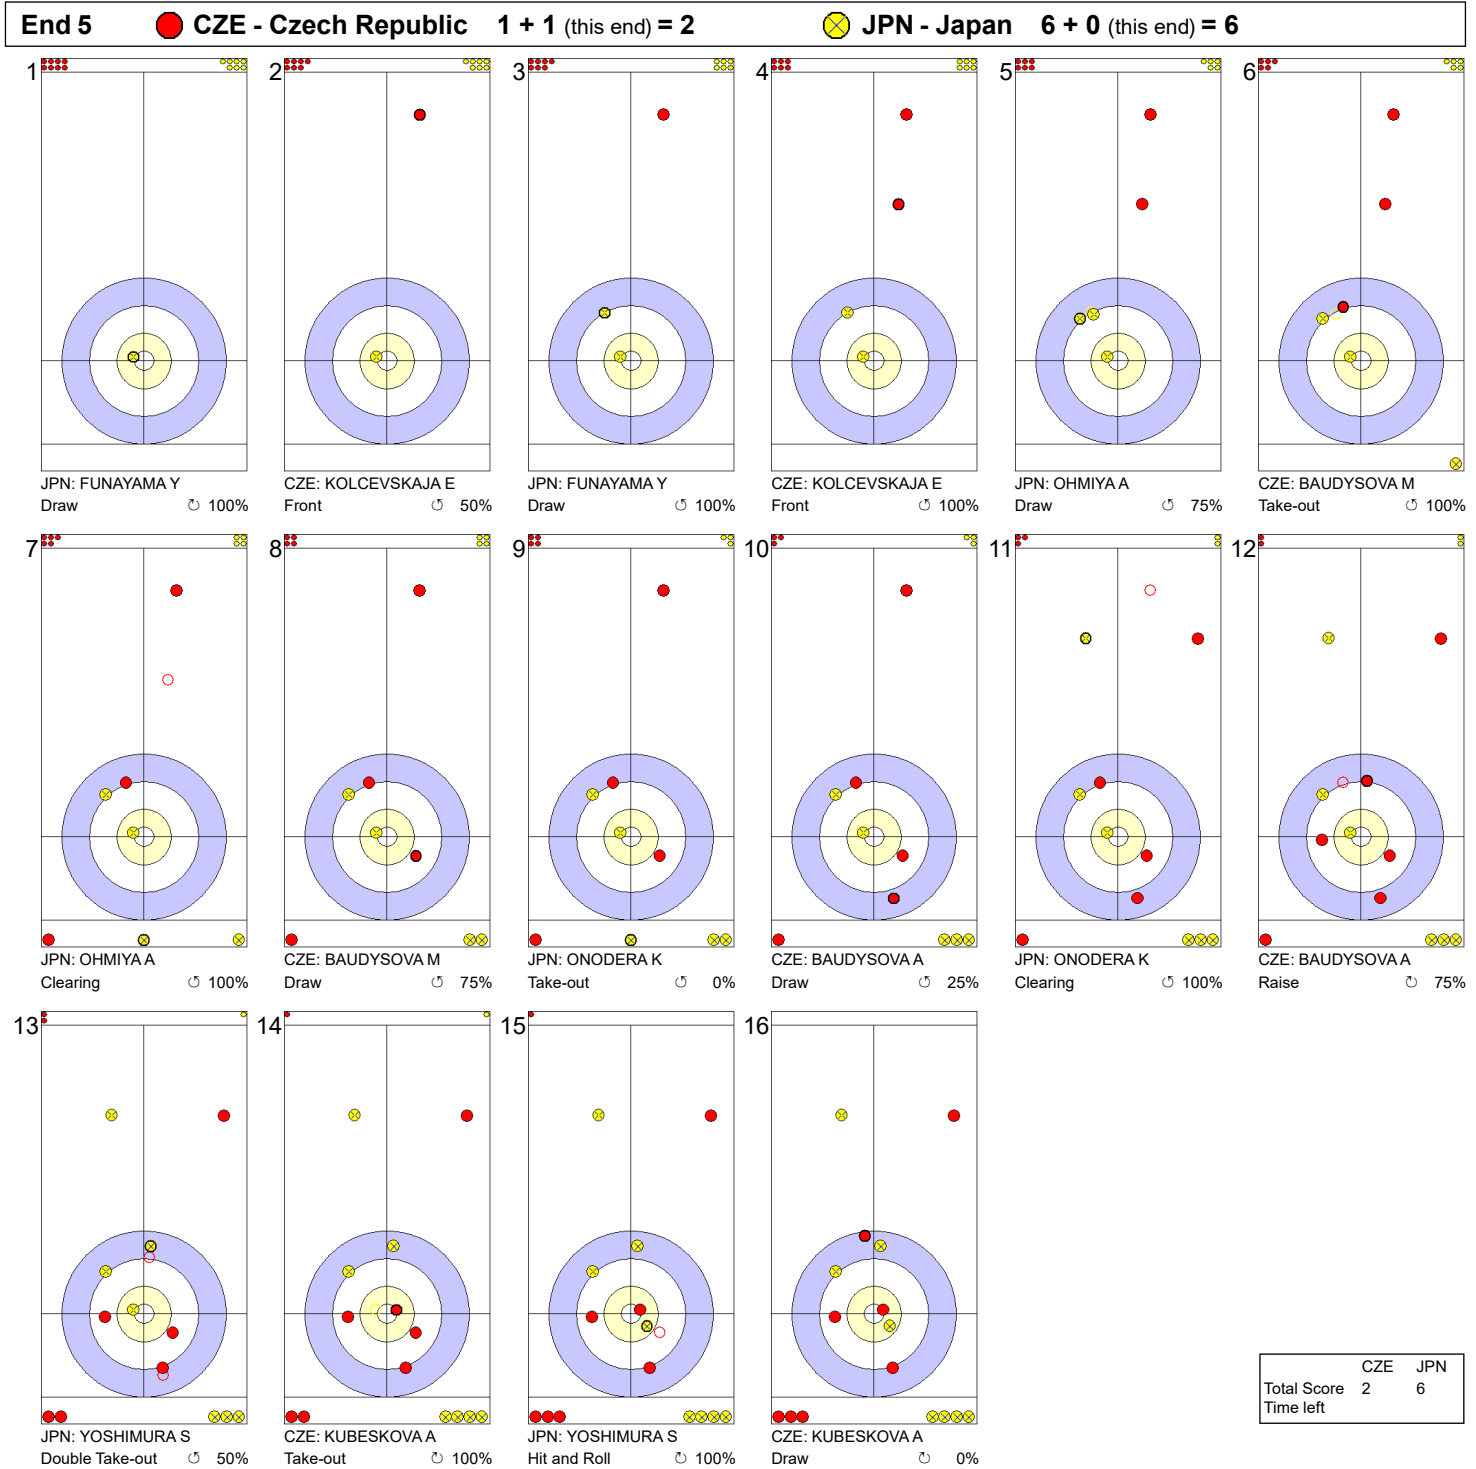 End 5 CZE - Czech Republic 1 + 1 (this end) = 2 JPN - Japan 6 + 0 (this end) = 6
1 2 3 4 5 6
JPN: FUNAYAMA Y CZE: KOLCEVSKAJA E JPN: FUNAYAMA Y CZE: KOLCEVSKAJA E JPN: OHMIYA A CZE: BAUDYSOVA M
Draw ↻ 100% Front ↺ 50% Draw ↻ 100% Front ↺ 100% Draw ↺ 75% Take-out ↻ 100%
7 8 9 10 11 12
JPN: OHMIYA A CZE: BAUDYSOVA M JPN: ONODERA K CZE: BAUDYSOVA A JPN: ONODERA K CZE: BAUDYSOVA A
Clearing ↺ 100% Draw ↺ 75% Take-out ↺ 0% Draw ↺ 25% Clearing ↺ 100% Raise ↺ 75%
13 14 15 16
JPN: YOSHIMURA S CZE: KUBESKOVA A JPN: YOSHIMURA S CZE: KUBESKOVA A
Double Take-out ↺ 50% Take-out ↻ 100% Hit and Roll ↻ 100% Draw ↻ 0%
CZE JPN
Total Score 2 6
Time left